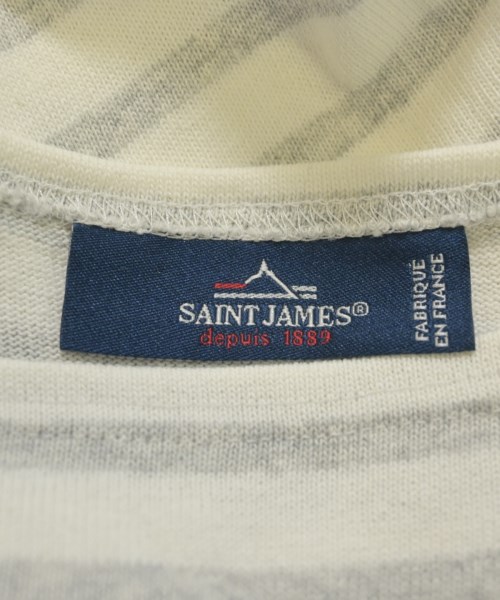 SAINT JAMES®
depuis 1889
FABRIQUÉ
EN FRANCE